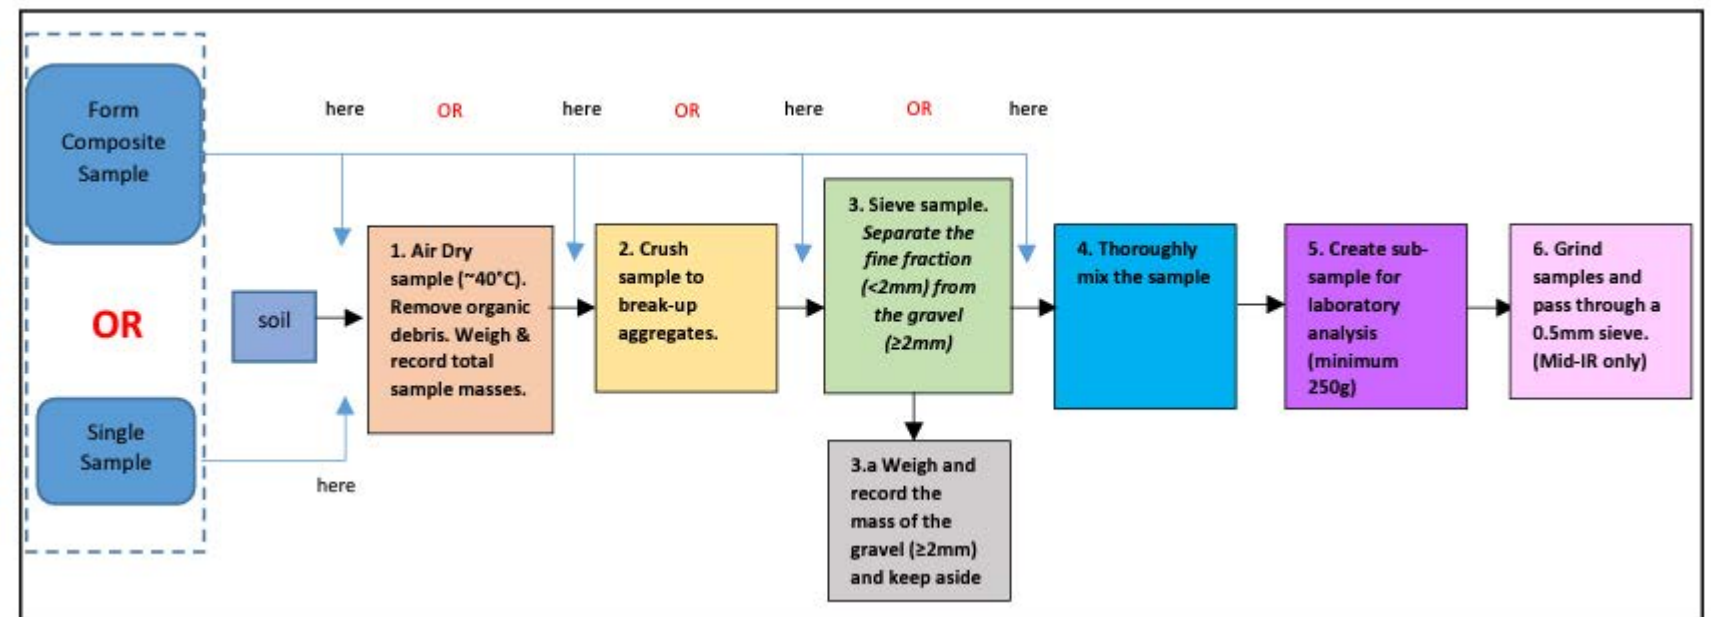 Form
Composite
Sample
OR
Single
Sample
here OR here OR here OR here
here
soil
1. Air Dry
sample (~40°C).
Remove organic
debris. Weigh &
record total
sample masses.
2. Crush
sample to
break-up
aggregates.
3. Sieve sample.
Separate the
fine fraction
(<2mm) from
the gravel
(≥2mm)
3.a Weigh and
record the
mass of the
gravel (≥2mm)
and keep aside
4. Thoroughly
mix the sample
5. Create sub-
sample for
laboratory
analysis
(minimum
250g)
6. Grind
samples and
pass through a
0.5mm sieve.
(Mid-IR only)